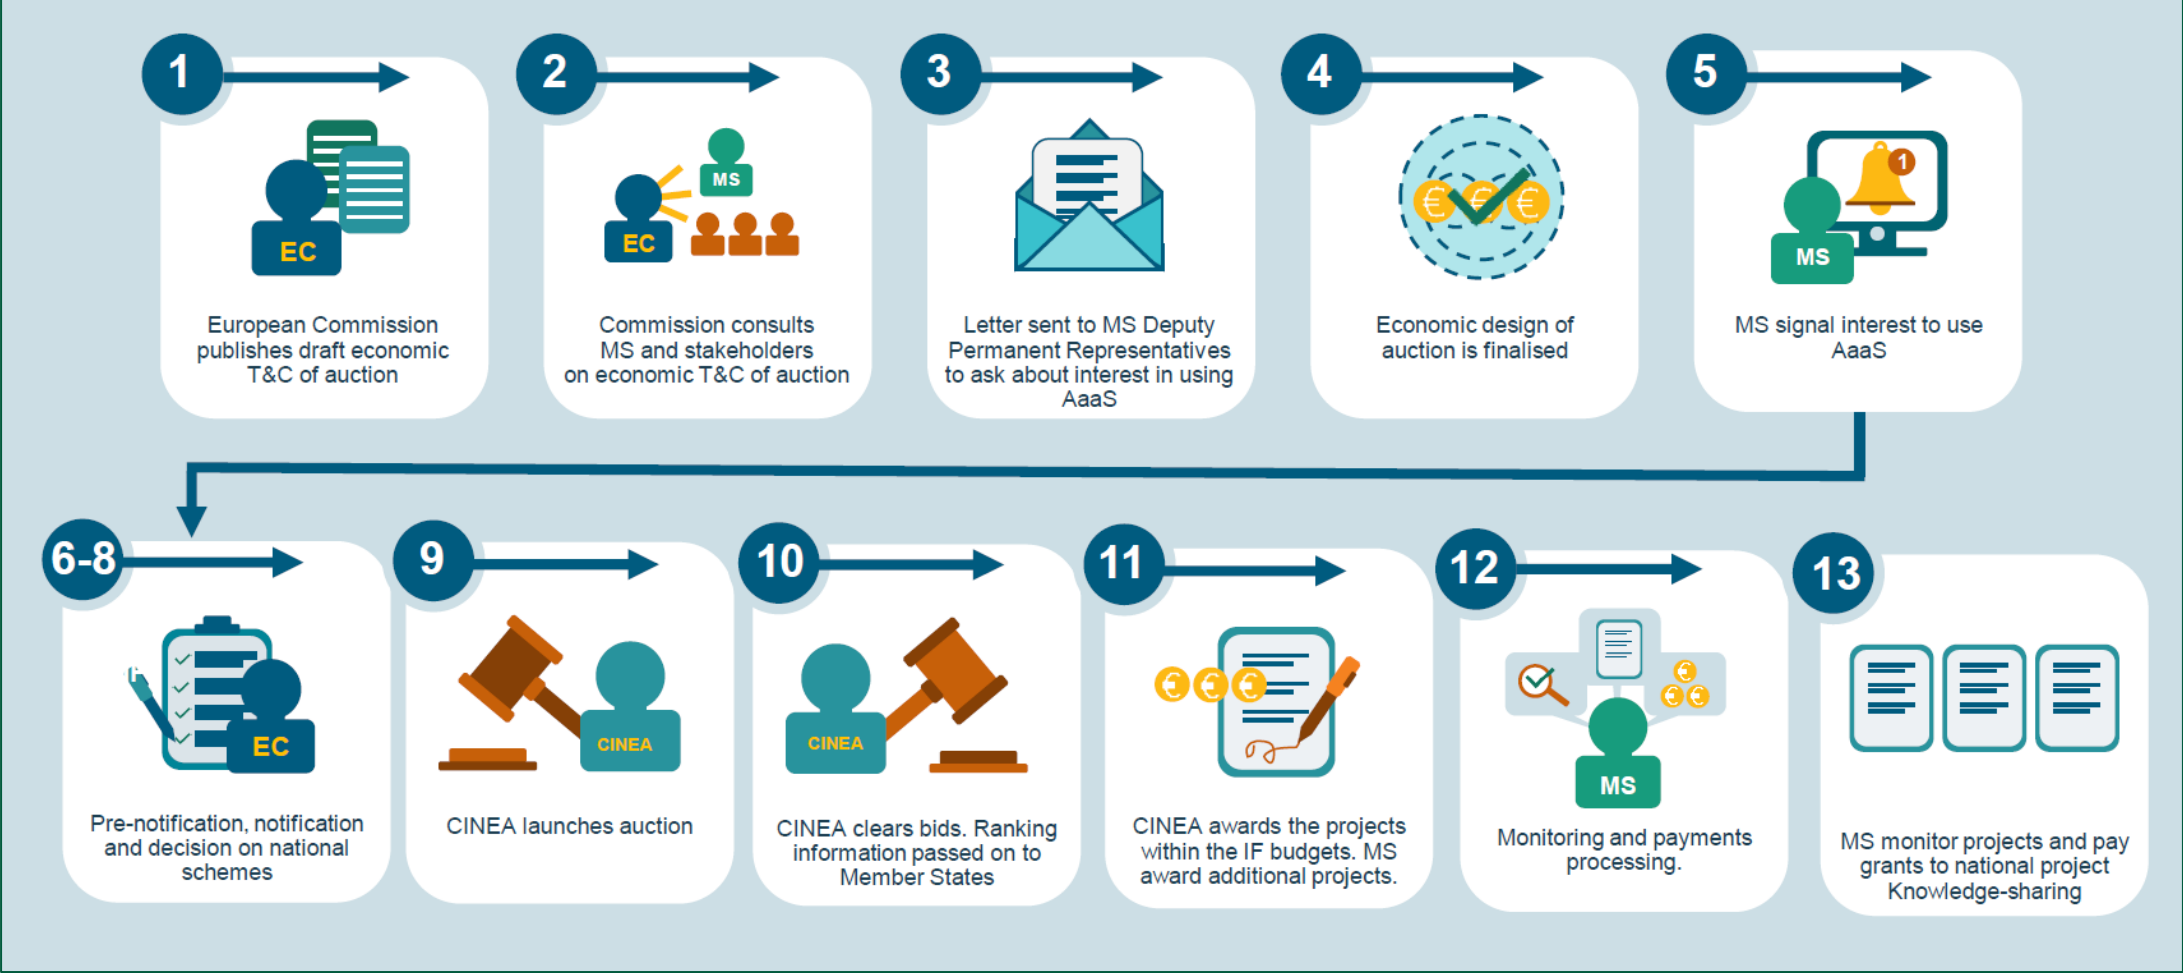 1
2
3
4
5
EC
MS
EC
1
MS
European Commission
publishes draft economic
T&C of auction
Commission consults
MS and stakeholders
on economic T&C of auction
Letter sent to MS Deputy
Permanent Representatives
to ask about interest in using
AaaS
Economic design of
auction is finalised
MS signal interest to use
AaaS
6-8
9
10
11
12
13
EC
CINEA
CINEA
MS
Pre-notification, notification
and decision on national
schemes
CINEA launches auction
CINEA clears bids. Ranking
information passed on to
Member States
CINEA awards the projects
within the IF budgets. MS
award additional projects.
Monitoring and payments
processing.
MS monitor projects and pay
grants to national project
Knowledge-sharing